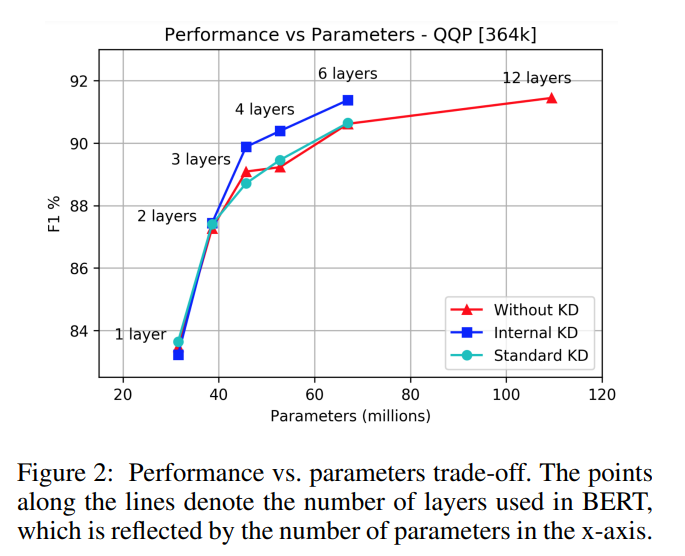 Performance vs Parameters - QQP [364k]
6 layers
12 layers
92
4 layers
90
3 layers
88
2 layers
F1 %
86
84
1 layer
Without KD
Internal KD
Standard KD
20 40 60 80 100 120
Parameters (millions)
Figure 2: Performance vs. parameters trade-off. The points
along the lines denote the number of layers used in BERT,
which is reflected by the number of parameters in the x-axis.